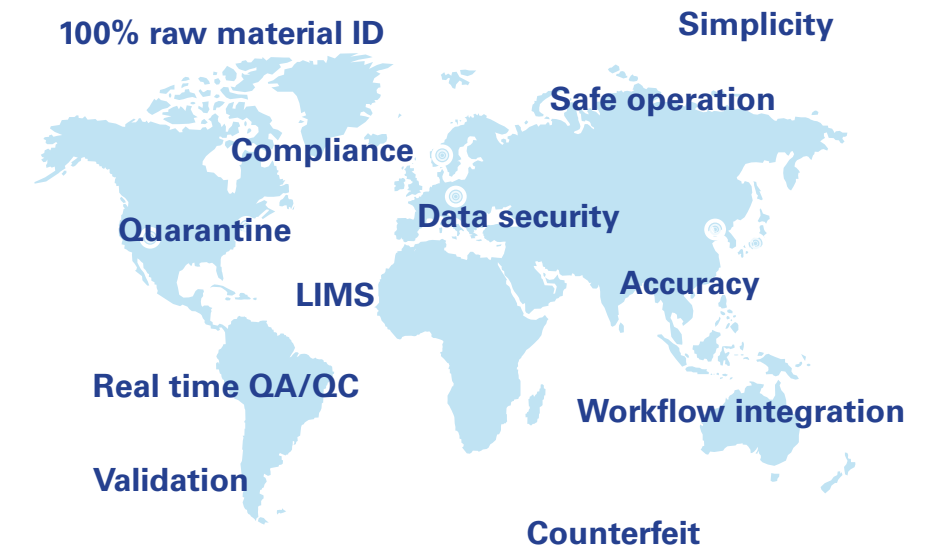 100% raw material ID
Simplicity
Safe operation
Compliance
Data security
Quarantine
Accuracy
LIMS
Real time QA/QC
Workflow integration
Validation
Counterfeit